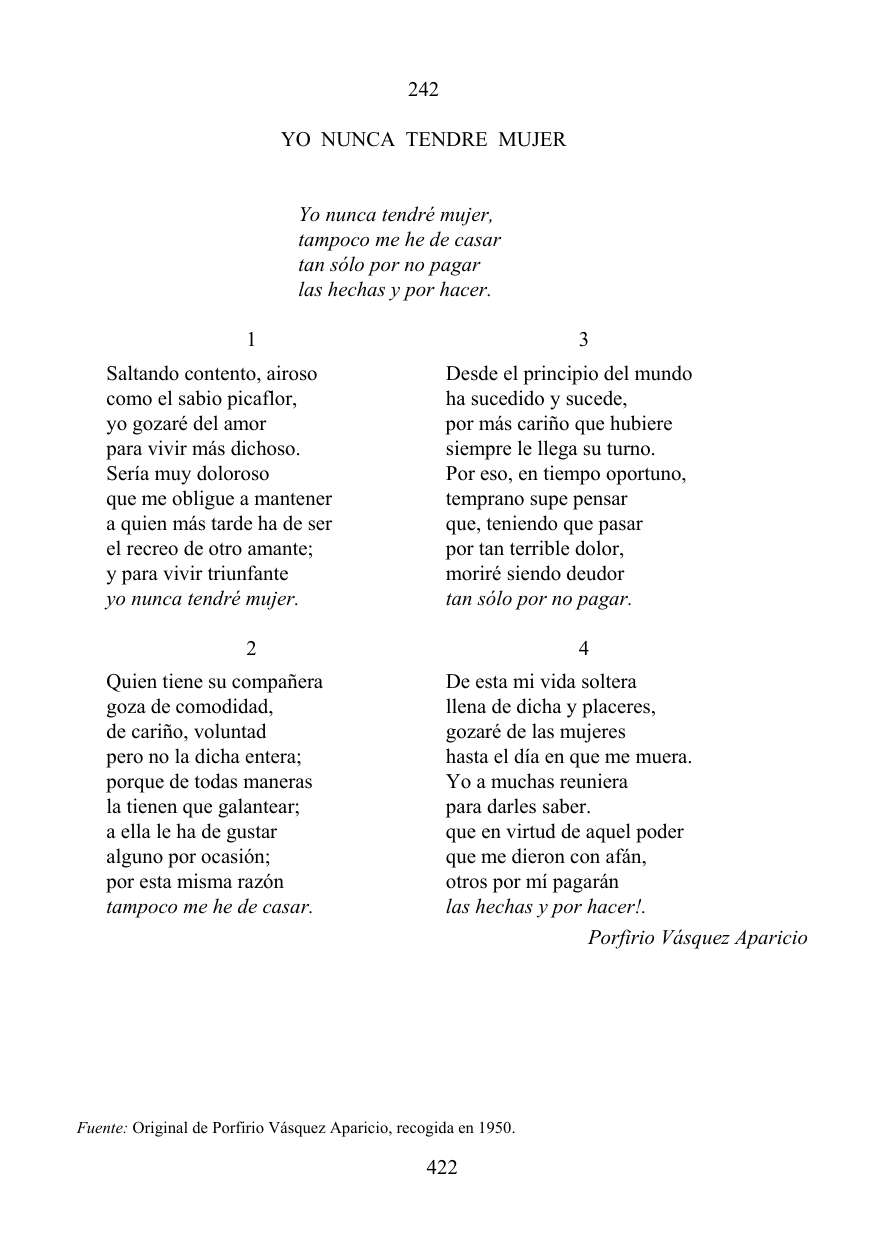 242
YO NUNCA TENDRE MUJER
Yo nunca tendré mujer,
tampoco me he de casar
tan sólo por no pagar
las hechas y por hacer.
1
Saltando contento, airoso
como el sabio picaflor,
yo gozaré del amor
para vivir más dichoso.
Sería muy doloroso
que me obligue a mantener
a quien más tarde ha de ser
el recreo de otro amante;
y para vivir triunfante
yo nunca tendré mujer.
2
Quien tiene su compañera
goza de comodidad,
de cariño, voluntad
pero no la dicha entera;
porque de todas maneras
la tienen que galantear;
a ella le ha de gustar
alguno por ocasión;
por esta misma razón
tampoco me he de casar.
3
Desde el principio del mundo
ha sucedido y sucede,
por más cariño que hubiere
siempre le llega su turno.
Por eso, en tiempo oportuno,
temprano supe pensar
que, teniendo que pasar
por tan terrible dolor,
moriré siendo deudor
tan sólo por no pagar.
4
De esta mi vida soltera
llena de dicha y placeres,
gozaré de las mujeres
hasta el día en que me muera.
Yo a muchas reuniera
para darles saber.
que en virtud de aquel poder
que me dieron con afán,
otros por mí pagarán
las hechas y por hacer!.
Porfirio Vásquez Aparicio
Fuente: Original de Porfirio Vásquez Aparicio, recogida en 1950.
422